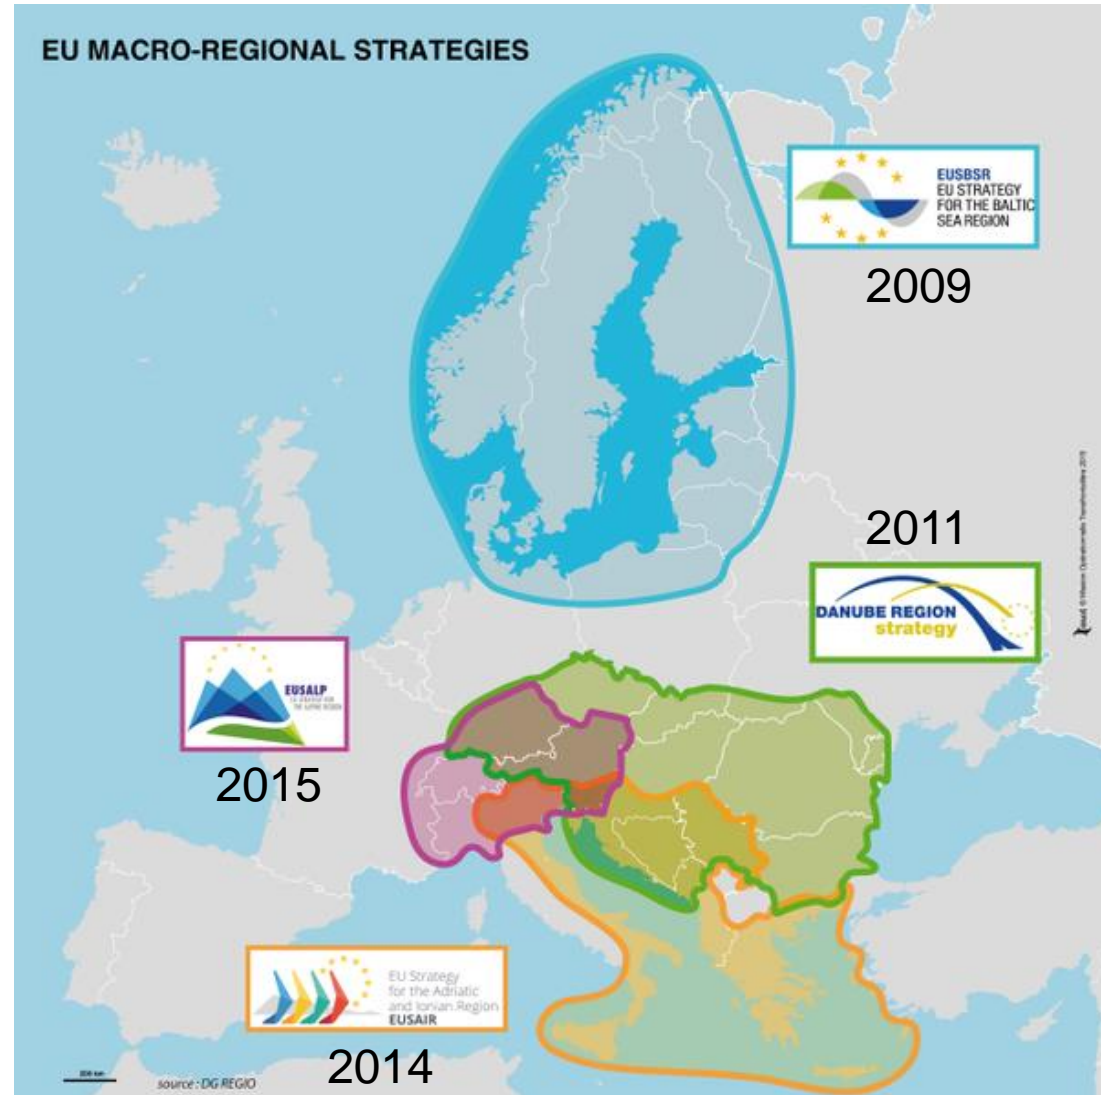 EU MACRO-REGIONAL STRATEGIES
EUSBSR
EU STRATEGY
FOR THE BALTIC
SEA REGION
2009
2011
DANUBE REGION
strategy
EUSALP
2015
EU Strategy
for the Adriatic
and Ionian Region
EUSAIR
2014
source : DG REGIO